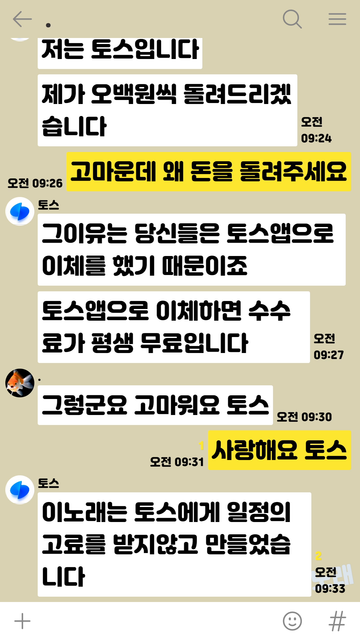 저는 토스입니다
제가 오백원씩 돌려드리겠
습니다
오전
09:24
고마운데 왜 돈을 돌려주세요
오전 09:26
토스
그이유는 당신들은 토스앱으로
이체를 했기 때문이죠
토스앱으로 이체하면 수수
료가 평생 무료입니다
오전
09:27
.
그렇군요 고마워요 토스
오전 09:30
1
사랑해요 토스
오전 09:31
토스
이노래는 토스에게 일정의
고료를 받지않고 만들었습
니다
2
오전
09:33